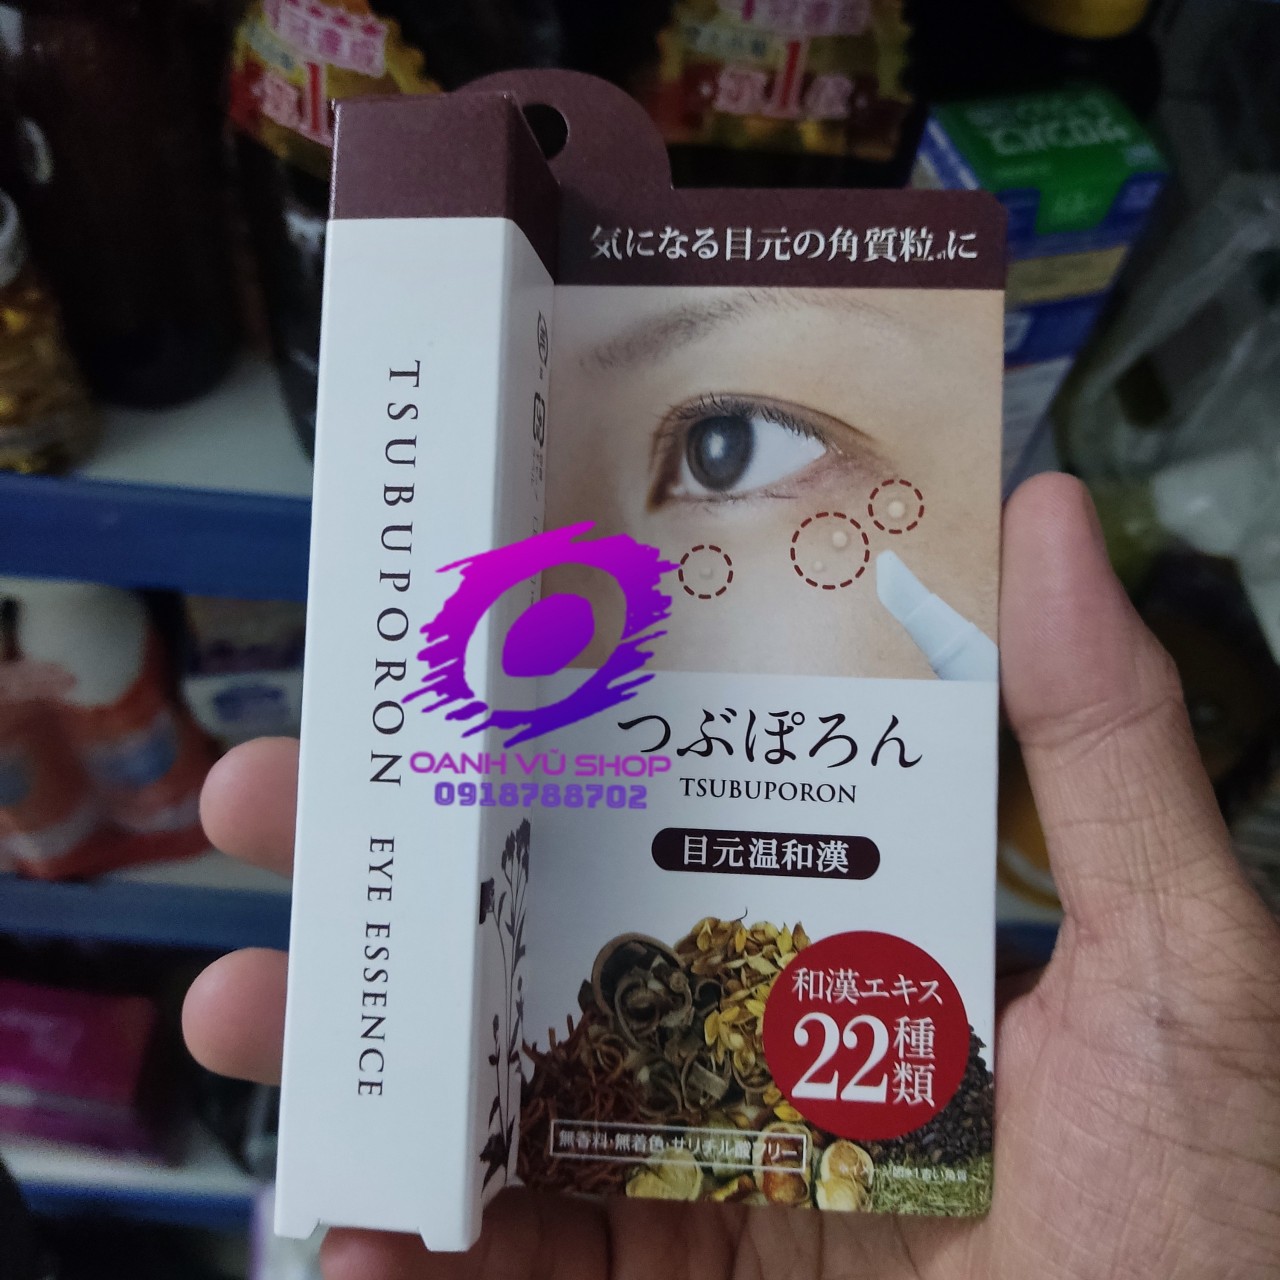 気になる目元の角質粒※1に
TSUBUPORON EYE ESSENCE
つぶぽろん
TSUBUPORON
目元温和漢
和漢エキス
22種類
無香料・無着色・サリチル酸フリー
OANH VŨ SHOP
0918788702